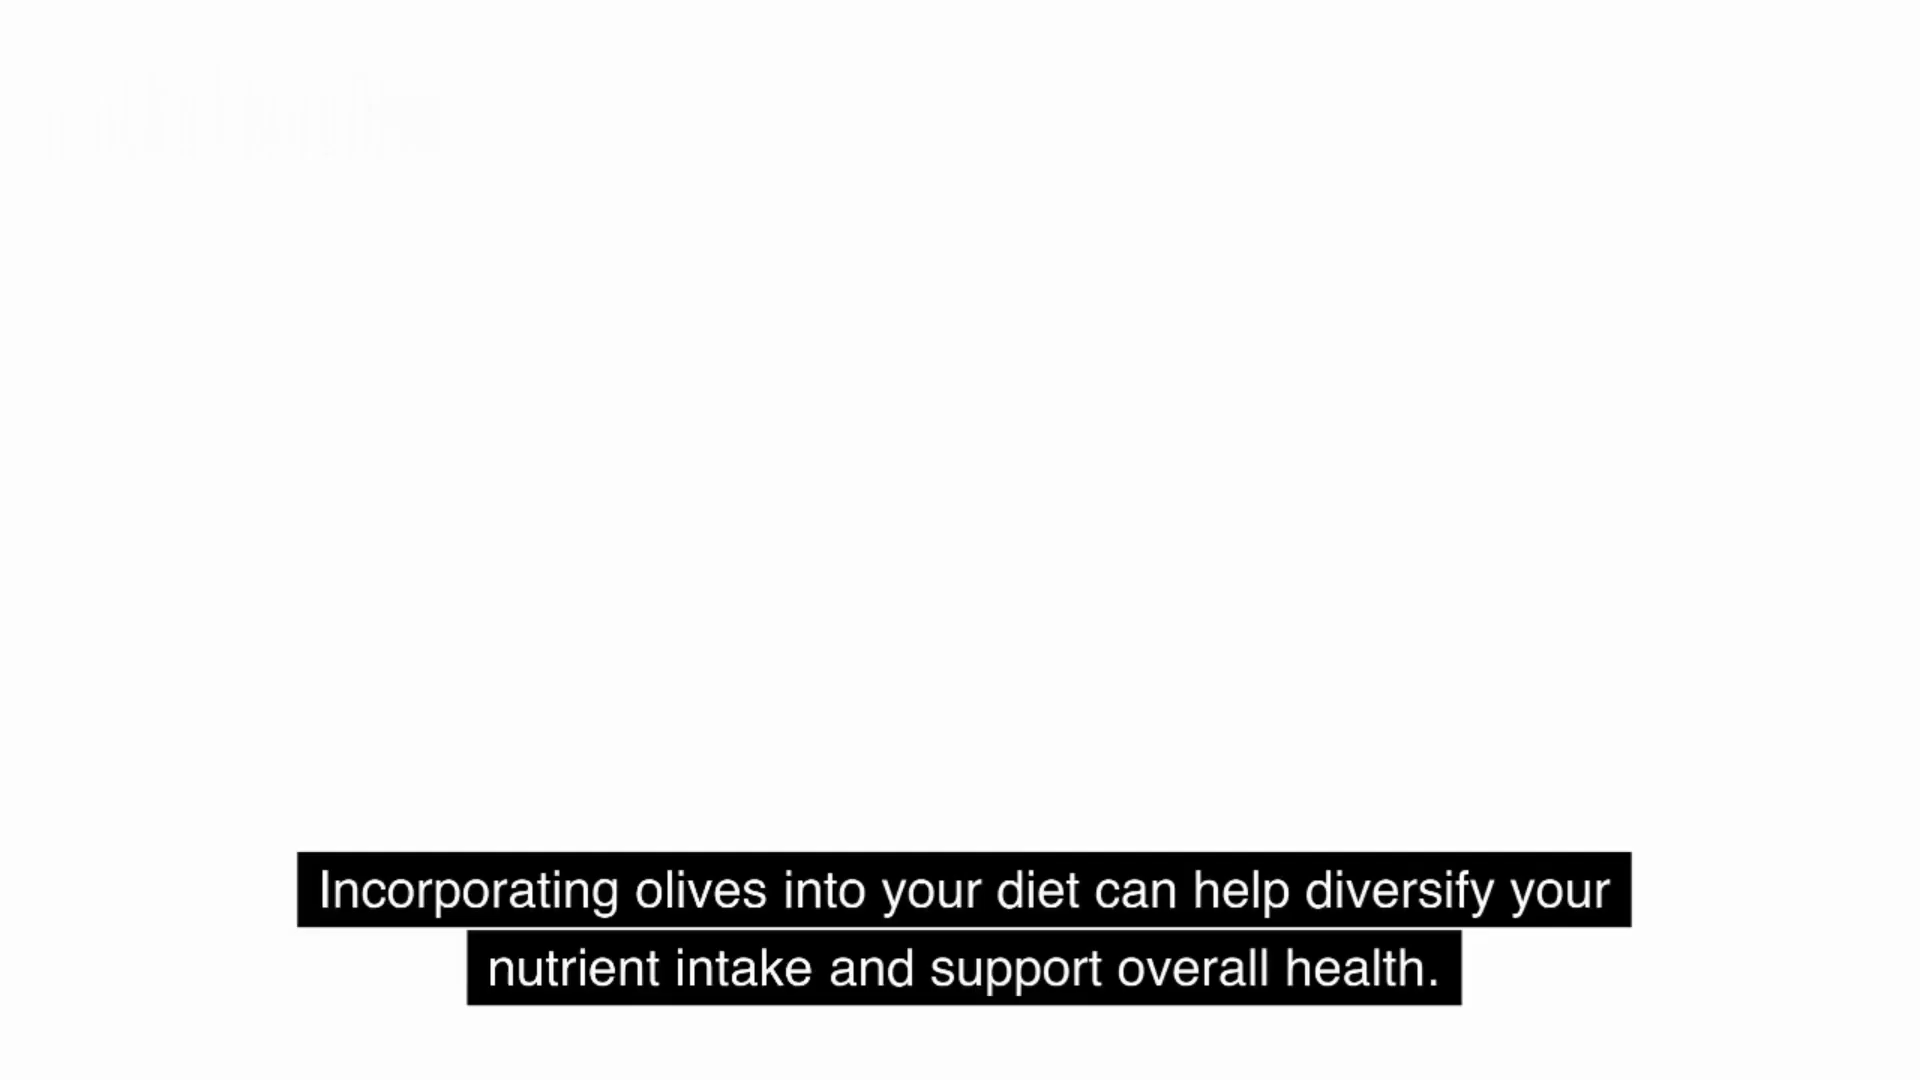 Incorporating olives into your diet can help diversify your
nutrient intake and support overall health.